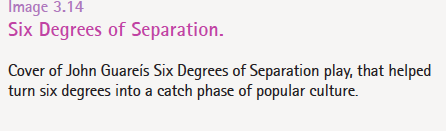 Image 3.14
Six Degrees of Separation.
Cover of John Guareís Six Degrees of Separation play, that helped
turn six degrees into a catch phase of popular culture.